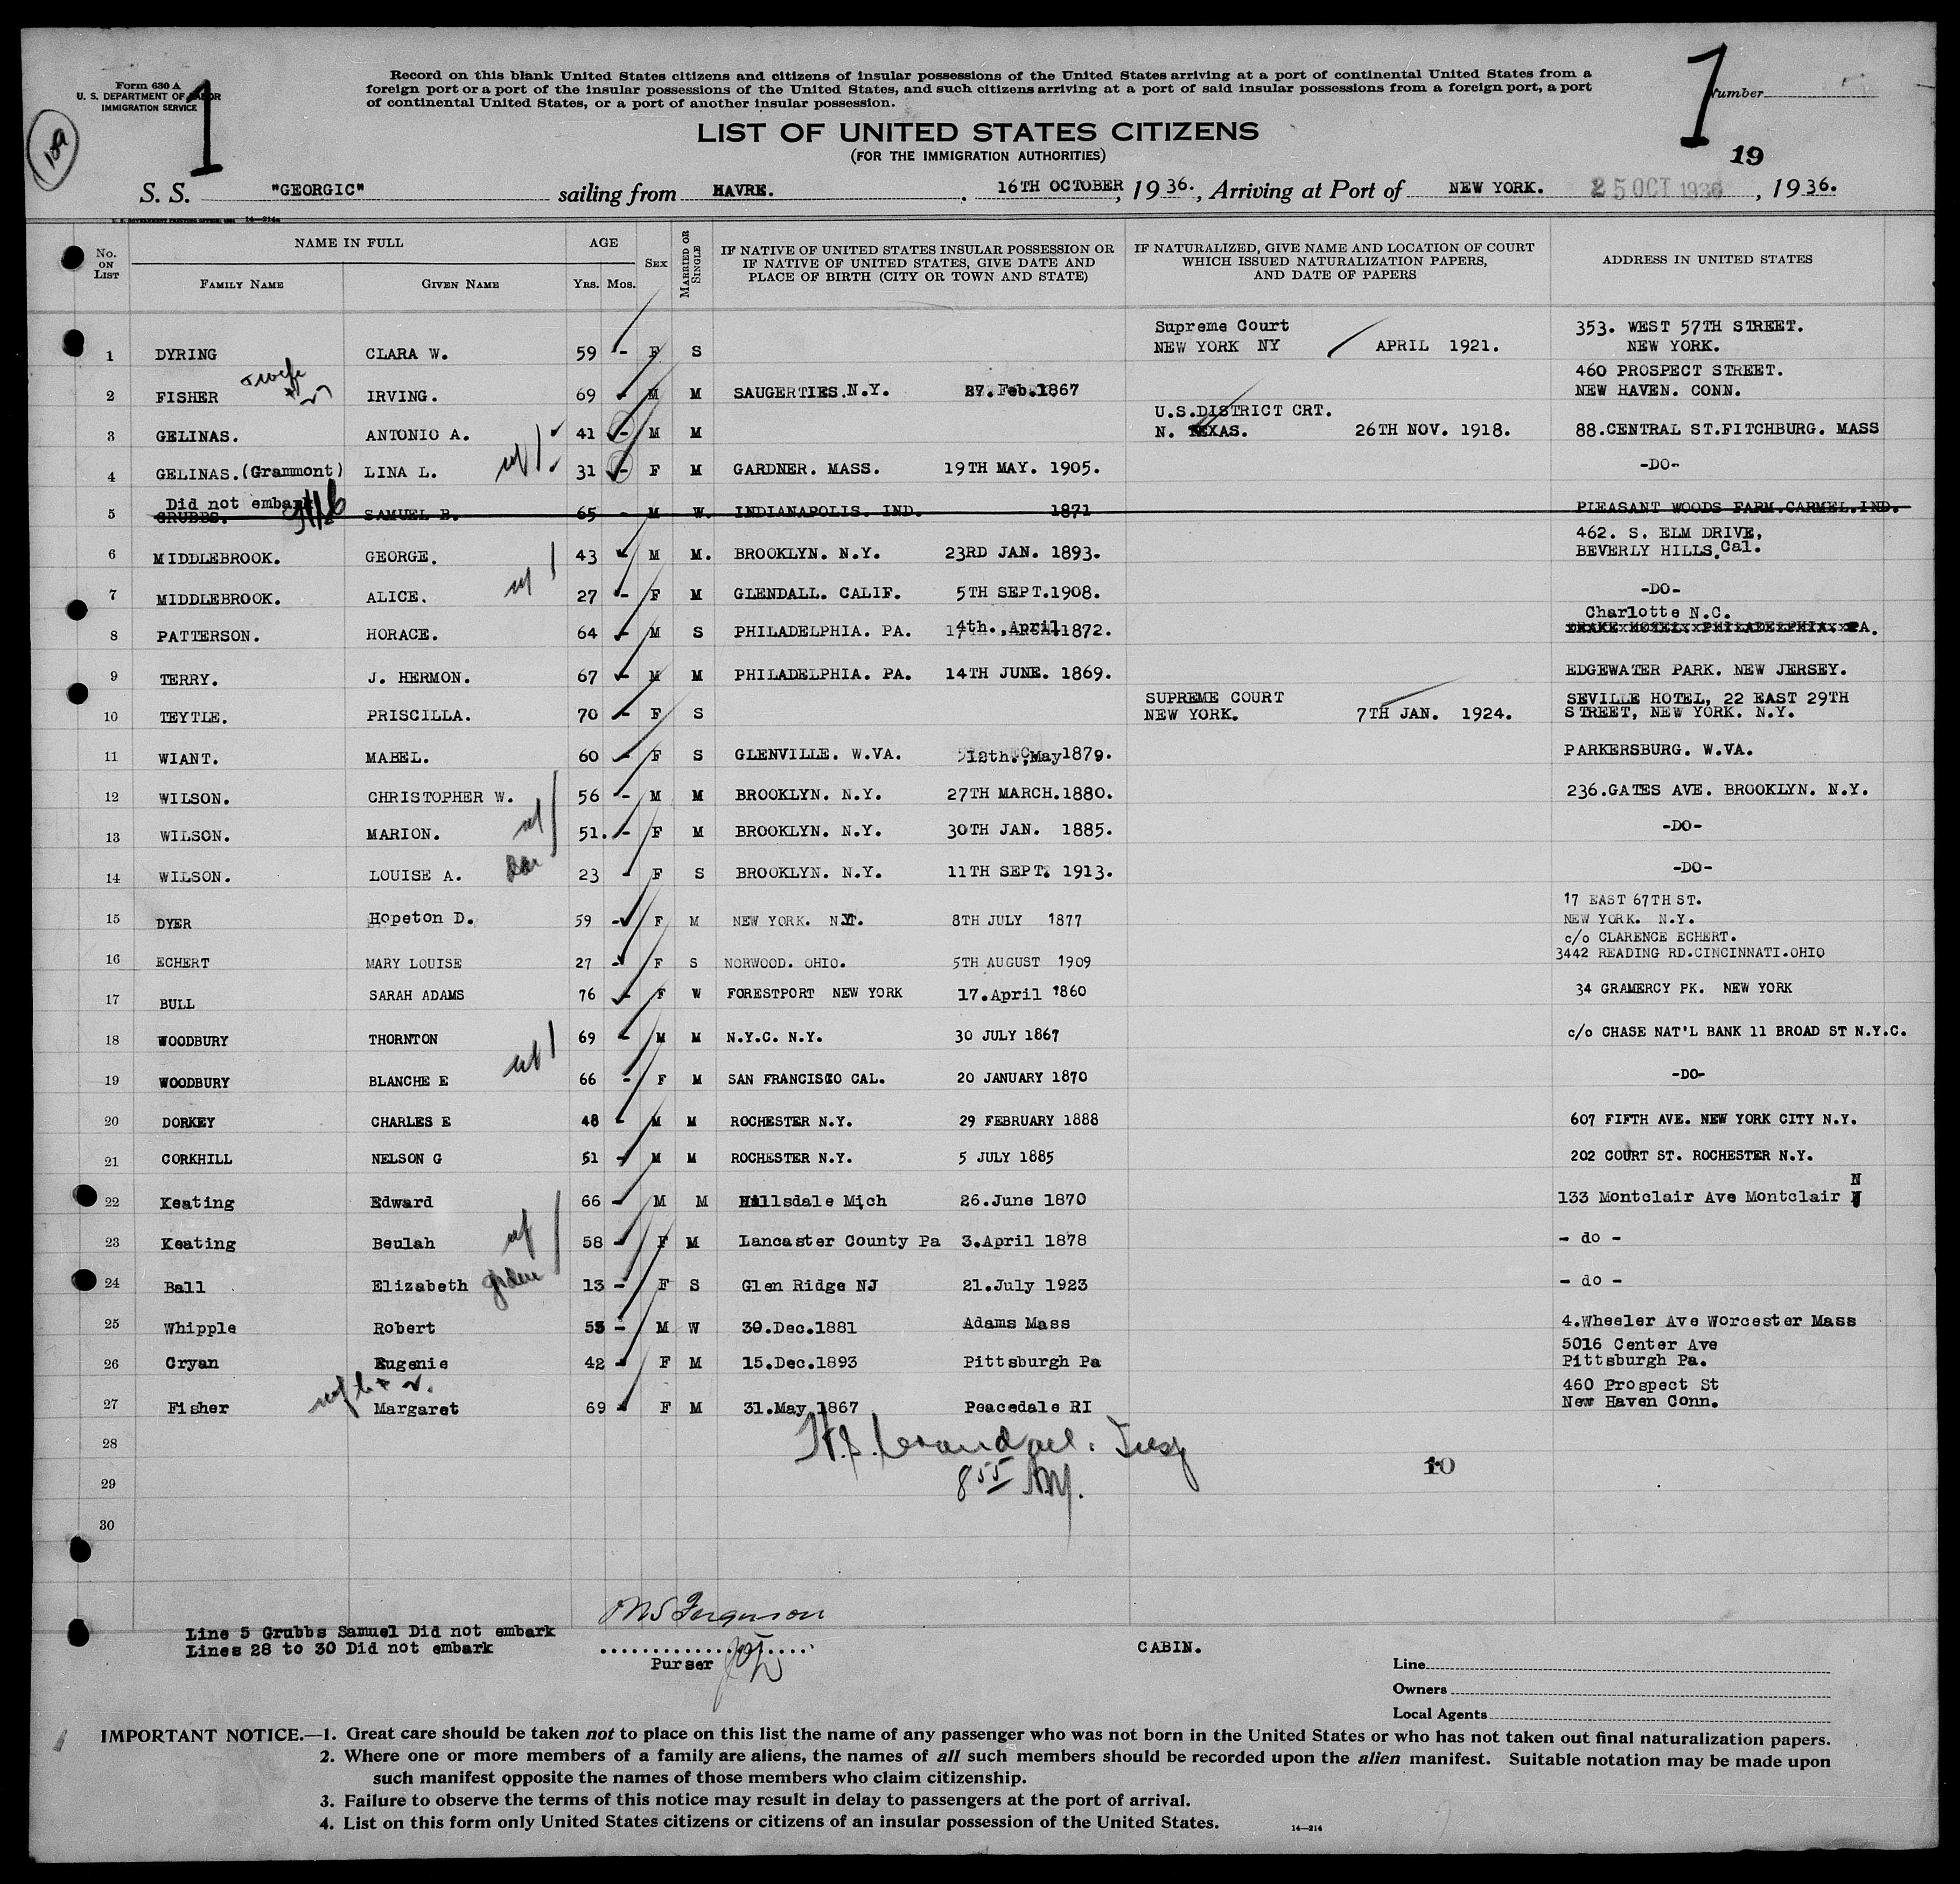 Form 630 A
U. S. DEPARTMENT OF LABOR
IMMIGRATION SERVICE
1
Record on this blank United States citizens and citizens of insular possessions of the United States arriving at a port of continental United States from a
foreign port or a port of the insular possessions of the United States, and such citizens arriving at a port of said insular possessions from a foreign port, a port
of continental United States, or a port of another insular possession.
1
Number
LIST OF UNITED STATES CITIZENS
(FOR THE IMMIGRATION AUTHORITIES)
19
S. S. "GEORGIC" sailing from HAVRE. , 16TH OCTOBER, 1936., Arriving at Port of NEW YORK. 25 OCT 1936, 1936.
No. ON LIST NAME IN FULL AGE SEX MARRIED OR SINGLE IF NATIVE OF UNITED STATES INSULAR POSSESSION OR IF NATIVE OF UNITED STATES, GIVE DATE AND PLACE OF BIRTH (CITY OR TOWN AND STATE) IF NATURALIZED, GIVE NAME AND LOCATION OF COURT WHICH ISSUED NATURALIZATION PAPERS, AND DATE OF PAPERS ADDRESS IN UNITED STATES
FAMILY NAME GIVEN NAME YRS. MOS.
Supreme Court 353. WEST 57TH STREET.
1 DYRING CLARA W. 59 - F S NEW YORK NY APRIL 1921. NEW YORK.
460 PROSPECT STREET.
2 FISHER IRVING. 69 M M SAUGERTIES.N.Y. 27.Feb.1867 NEW HAVEN. CONN.
U.S.DISTRICT CRT.
3 GELINAS. ANTONIO A. 41 - M M N. TEXAS. 26TH NOV. 1918. 88.CENTRAL ST.FITCHBURG. MASS
4 GELINAS.(Grammont) LINA L. wf 31 - F M GARDNER. MASS. 19TH MAY. 1905. -DO-
Did not embark
5 GRUBBS. SAMUEL B. 65 - M W. INDIANAPOLIS. IND. 1871 PLEASANT WOODS FARM.CARMEL.IND.
462. S. ELM DRIVE,
6 MIDDLEBROOK. GEORGE. 43 M M. BROOKLYN. N.Y. 23RD JAN. 1893. BEVERLY HILLS.Cal.
7 MIDDLEBROOK. ALICE. wf 27 - F M GLENDALL. CALIF. 5TH SEPT.1908. -DO-
Charlotte N.C.
8 PATTERSON. HORACE. 64 - M S PHILADELPHIA. PA. 4th.,April 1872. DRAKE HOTEL PHILADELPHIA PA.
9 TERRY. J. HERMON. 67 - M M PHILADELPHIA. PA. 14TH JUNE. 1869. EDGEWATER PARK. NEW JERSEY.
SUPREME COURT SEVILLE HOTEL, 22 EAST 29TH
10 TEYTLE. PRISCILLA. 70 - F S NEW YORK. 7TH JAN. 1924. STREET, NEW YORK. N.Y.
11 WIANT. MABEL. 60 - F S GLENVILLE. W.VA. 12th.,May 1879. PARKERSBURG. W.VA.
12 WILSON. CHRISTOPHER W. 56 - M M BROOKLYN. N.Y. 27TH MARCH.1880. 236.GATES AVE. BROOKLYN. N.Y.
13 WILSON. MARION. wf 51. - F M BROOKLYN. N.Y. 30TH JAN. 1885. -DO-
14 WILSON. LOUISE A. dau 23 - F S BROOKLYN. N.Y. 11TH SEPT. 1913. -DO-
17 EAST 67TH ST.
15 DYER Hopeton D. 59 - F M NEW YORK. N.Y. 8TH JULY 1877 NEW YORK. N.Y.
c/o CLARENCE ECHERT.
16 ECHERT MARY LOUISE 27 - F S NORWOOD. OHIO. 5TH AUGUST 1909 3442 READING RD.CINCINNATI.OHIO
17 BULL SARAH ADAMS 76 - F W FORESTPORT NEW YORK 17.April 1860 34 GRAMERCY PK. NEW YORK
18 WOODBURY THORNTON 69 - M M N.Y.C. N.Y. 30 JULY 1867 c/o CHASE NAT'L BANK 11 BROAD ST N.Y.C.
19 WOODBURY BLANCHE E wf 66 - F M SAN FRANCISCO CAL. 20 JANUARY 1870 -DO-
20 DORKEY CHARLES E 48 - M M ROCHESTER N.Y. 29 FEBRUARY 1888 607 FIFTH AVE. NEW YORK CITY N.Y.
21 CORKHILL NELSON G 51 - M M ROCHESTER N.Y. 5 JULY 1885 202 COURT ST. ROCHESTER N.Y.
22 Keating Edward 66 - M M Hillsdale Mich 26.June 1870 133 Montclair Ave Montclair N J
23 Keating Beulah wf 58 - F M Lancaster County Pa 3.April 1878 - do -
24 Ball Elizabeth 13 - F S Glen Ridge NJ 21.July 1923 - do -
25 Whipple Robert 55 - M W 30.Dec.1881 Adams Mass 4.Wheeler Ave Worcester Mass
5016 Center Ave
26 Cryan Eugenie 42 - F M 15.Dec.1893 Pittsburgh Pa Pittsburgh Pa.
460 Prospect St
27 Fisher Margaret 69 - F M 31.May.1867 Peacedale RI New Haven Conn.
28
29 8 55 AM. 10
30
Line 5 Grubbs Samuel Did not embark
Lines 28 to 30 Did not embark
Ferguson
Purser
CABIN.
Line
Owners
Local Agents
IMPORTANT NOTICE.—1. Great care should be taken not to place on this list the name of any passenger who was not born in the United States or who has not taken out final naturalization papers.
2. Where one or more members of a family are aliens, the names of all such members should be recorded upon the alien manifest. Suitable notation may be made upon
such manifest opposite the names of those members who claim citizenship.
3. Failure to observe the terms of this notice may result in delay to passengers at the port of arrival.
4. List on this form only United States citizens or citizens of an insular possession of the United States.
14—214